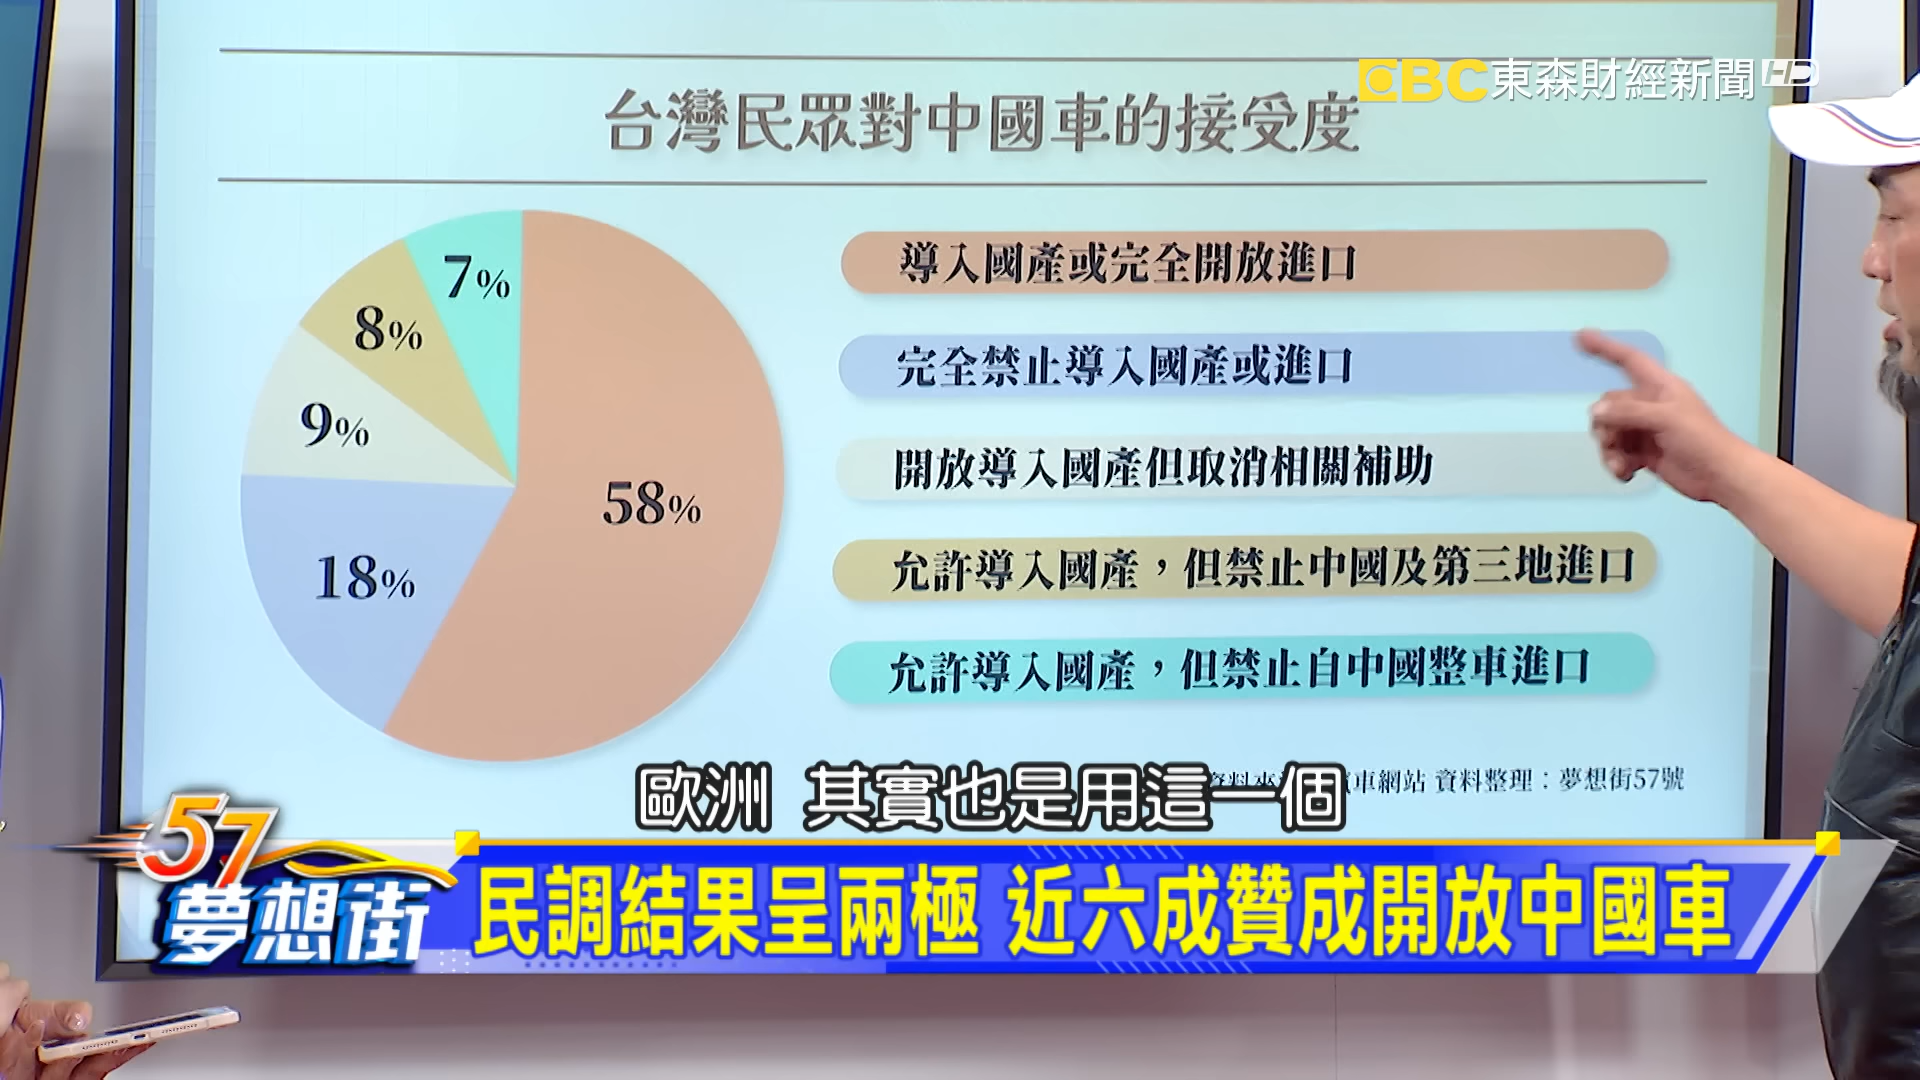 EBC東森財經新聞HD
台灣民眾對中國車的接受度
7%
8%
9%
18%
58%
導入國產或完全開放進口
完全禁止導入國產或進口
開放導入國產但取消相關補助
允許導入國產，但禁止中國及第三地進口
允許導入國產，但禁止自中國整車進口
車網站 資料整理：夢想街57號
歐洲 其實也是用這一個
57夢想街
民調結果呈兩極 近六成贊成開放中國車